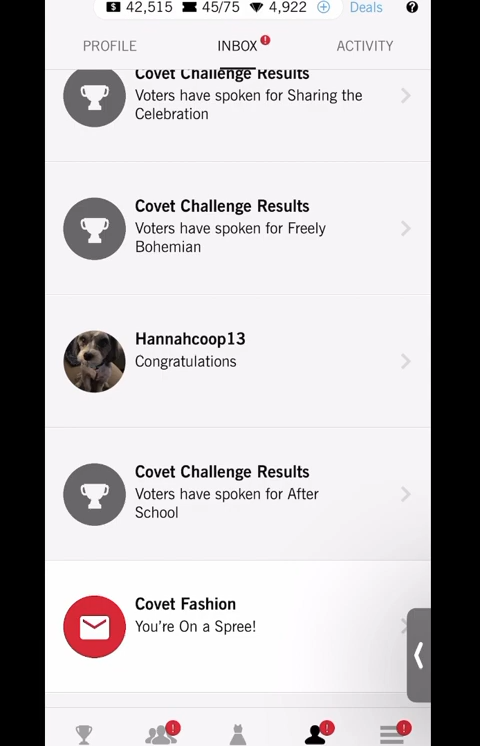 42,515 45/75 4,922 Deals ?
PROFILE INBOX ! ACTIVITY
Covet Challenge Results
Voters have spoken for Sharing the
Celebration
Covet Challenge Results
Voters have spoken for Freely
Bohemian
Hannahcoop13
Congratulations
Covet Challenge Results
Voters have spoken for After
School
Covet Fashion
You're On a Spree!
! ! !